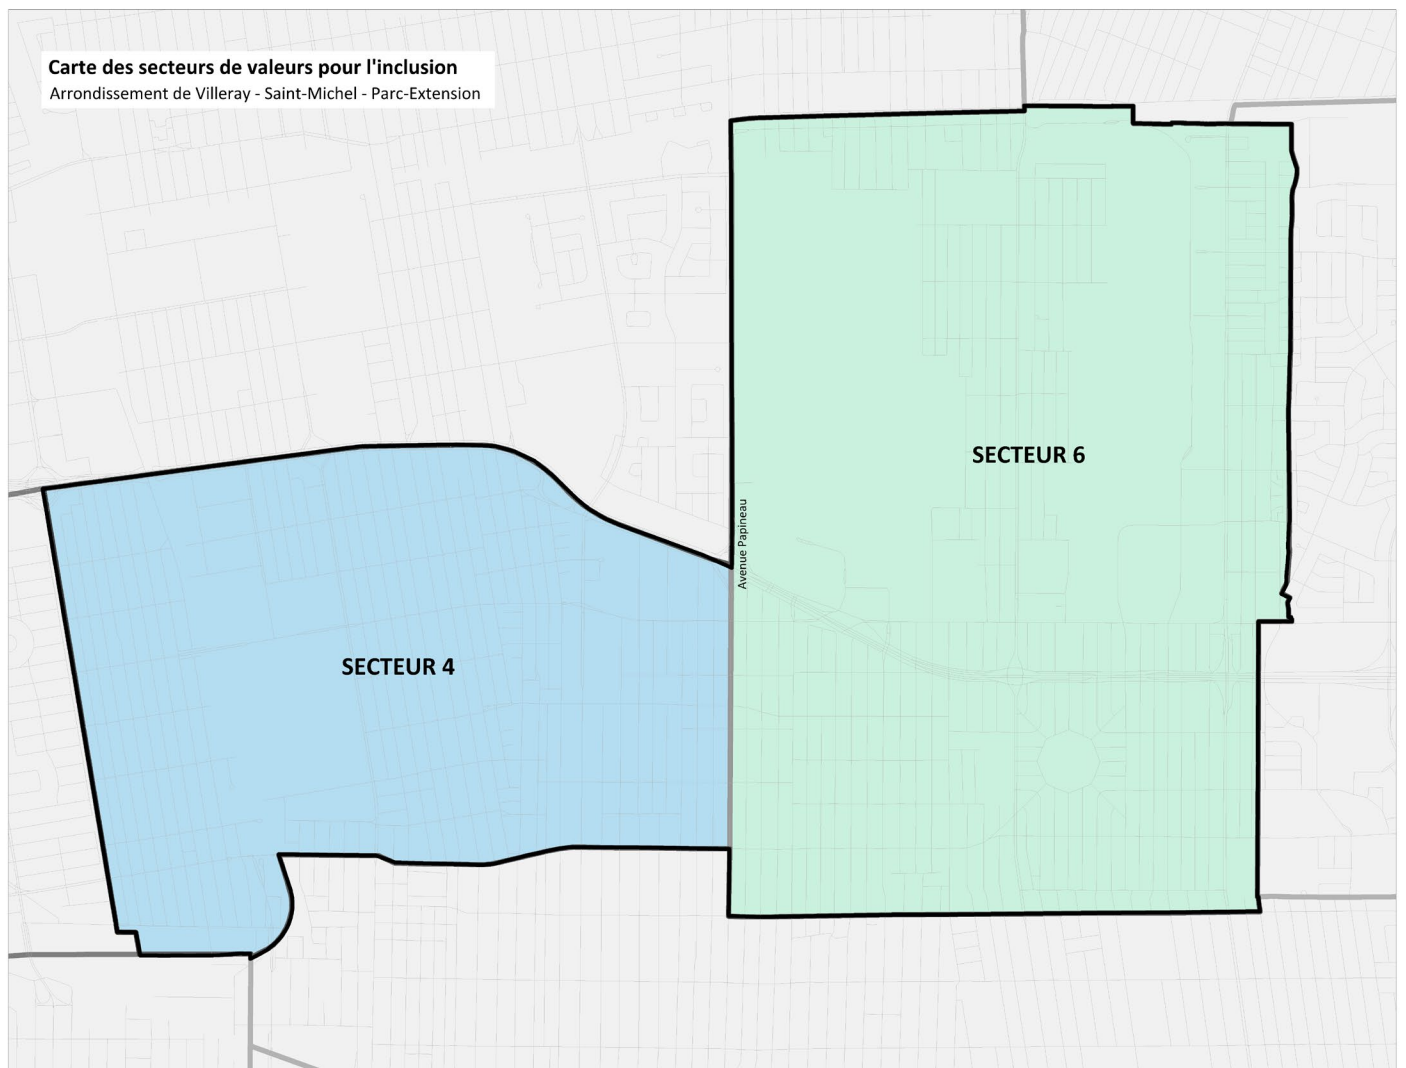 Carte des secteurs de valeurs pour l'inclusion
Arrondissement de Villeray - Saint-Michel - Parc-Extension
SECTEUR 6
Avenue Papineau
SECTEUR 4